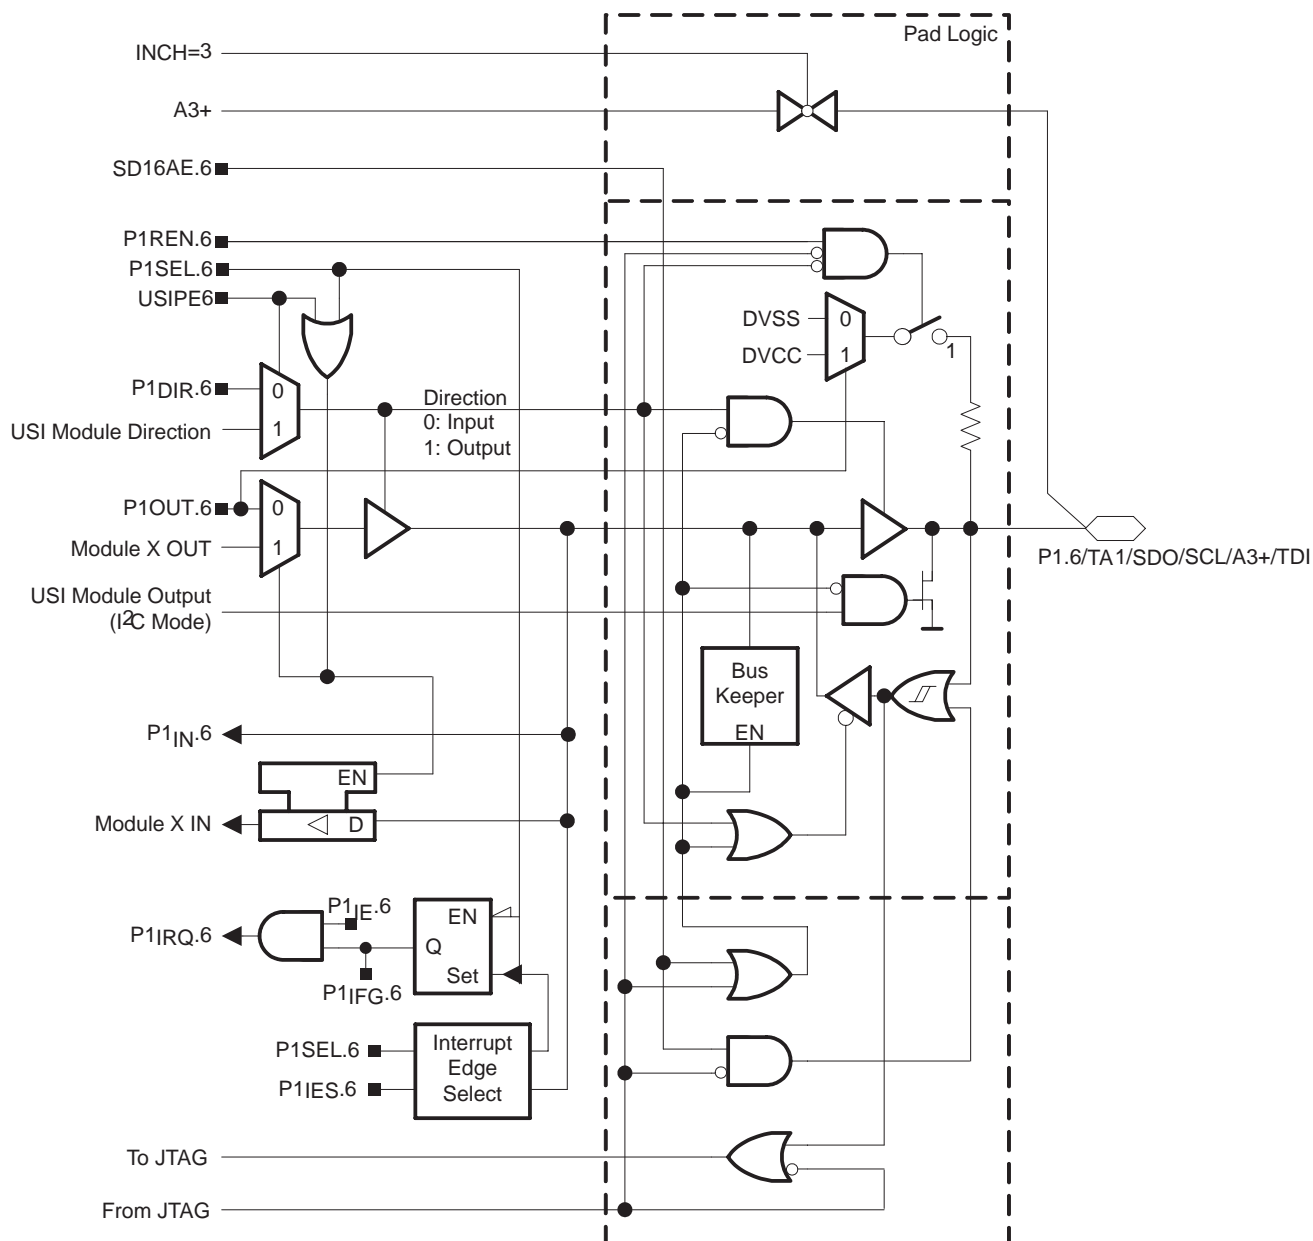 Pad Logic
INCH=3
A3+
SD16AE.6
P1REN.6
P1SEL.6
USIPE6
DVSS
0
DVCC
1
1
P1DIR.6
0
USI Module Direction
1
Direction
0: Input
1: Output
P1OUT.6
0
Module X OUT
1
P1.6/TA1/SDO/SCL/A3+/TDI
USI Module Output
(I2C Mode)
Bus
Keeper
EN
P1IN.6
EN
Module X IN
D
P1IE.6
EN
P1IRQ.6
Q
Set
P1IFG.6
P1SEL.6
P1IES.6
Interrupt
Edge
Select
To JTAG
From JTAG